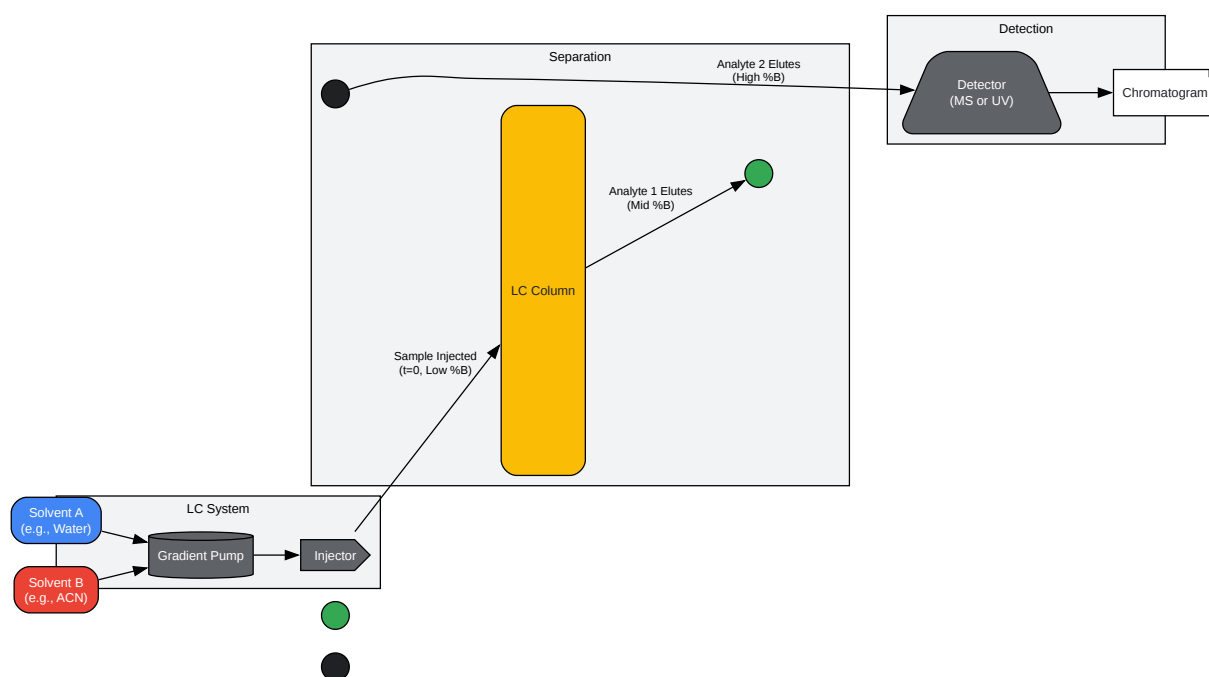 Detection
Separation
Analyte 2 Elutes
(High %B)
Detector
(MS or UV)
Chromatogram
Analyte 1 Elutes
(Mid %B)
LC Column
Sample Injected
(t=0, Low %B)
LC System
Solvent A
(e.g., Water)
Gradient Pump
Injector
Solvent B
(e.g., ACN)